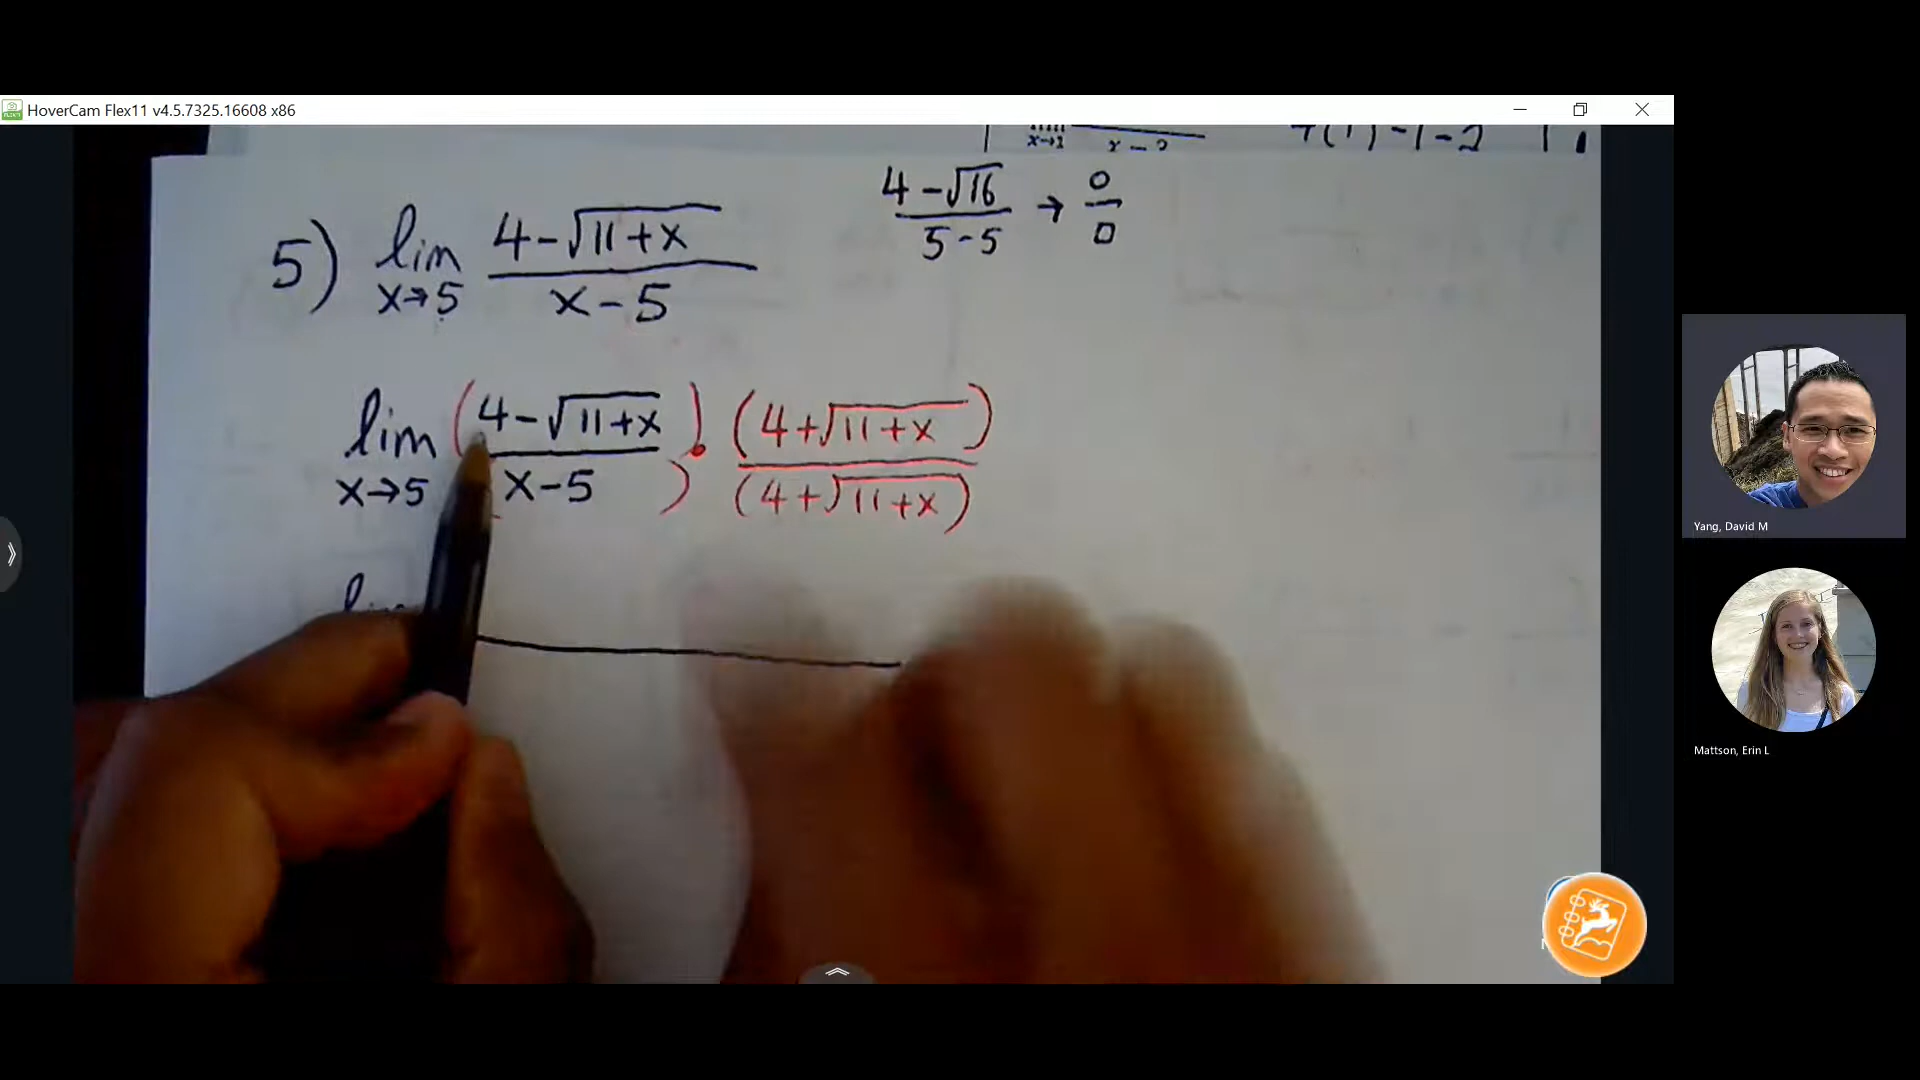 HoverCam Flex11 v4.5.7325.16608 x86
x→2
5) lim x→5 (4-√(11+x))/(x-5)
(4-√16)/(5-5) → 0/0
lim x→5 (4-√(11+x))/(x-5) · (4+√(11+x))/(4+√(11+x))
Yang, David M
Mattson, Erin L